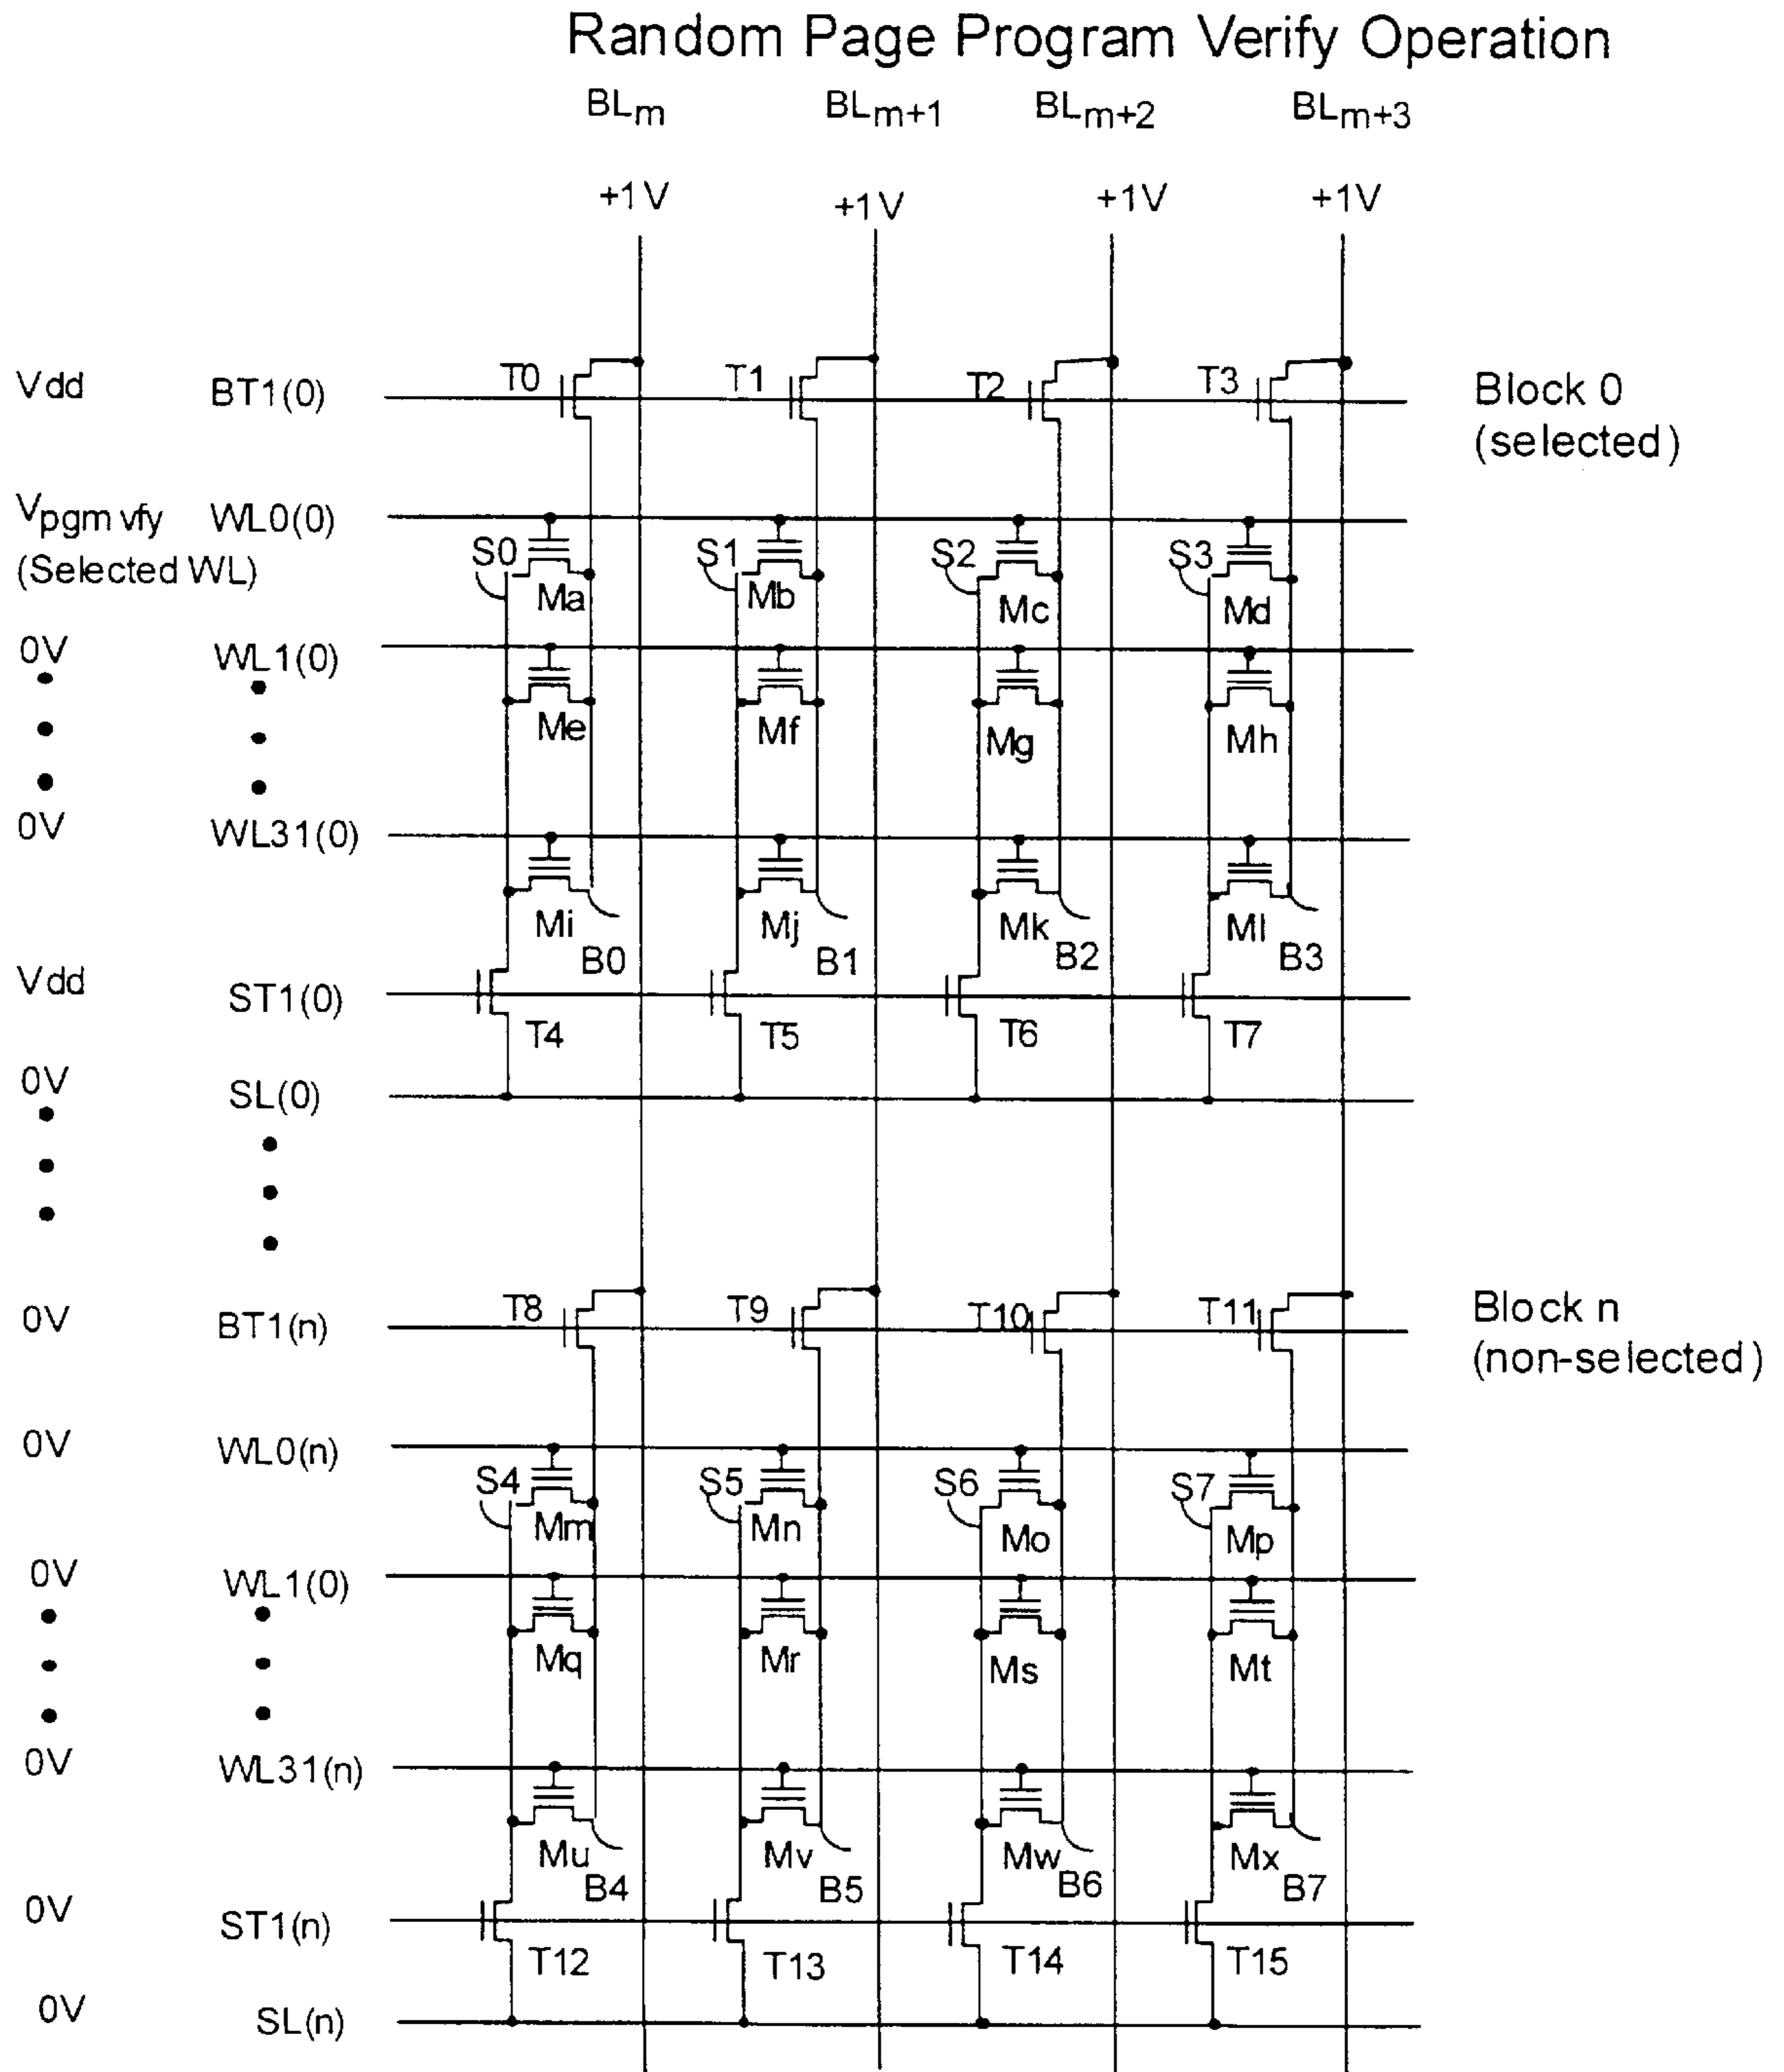 Random Page Program Verify Operation
BLm BLm+1 BLm+2 BLm+3
+1V +1V +1V +1V
Vdd BT1(0) T0 T1 T2 T3 Block 0
(selected)
Vpgm vfy WL0(0)
(Selected WL) S0 S1 S2 S3
Ma Mb Mc Md
0V WL1(0)
Me Mf Mg Mh
0V WL31(0)
Mi Mj Mk Ml
B0 B1 B2 B3
Vdd ST1(0)
T4 T5 T6 T7
0V SL(0)
0V BT1(n) T8 T9 T10 T11 Block n
(non-selected)
0V WL0(n)
S4 S5 S6 S7
Mm Mn Mo Mp
0V WL1(0)
Mq Mr Ms Mt
0V WL31(n)
Mu Mv Mw Mx
B4 B5 B6 B7
0V ST1(n)
T12 T13 T14 T15
0V SL(n)